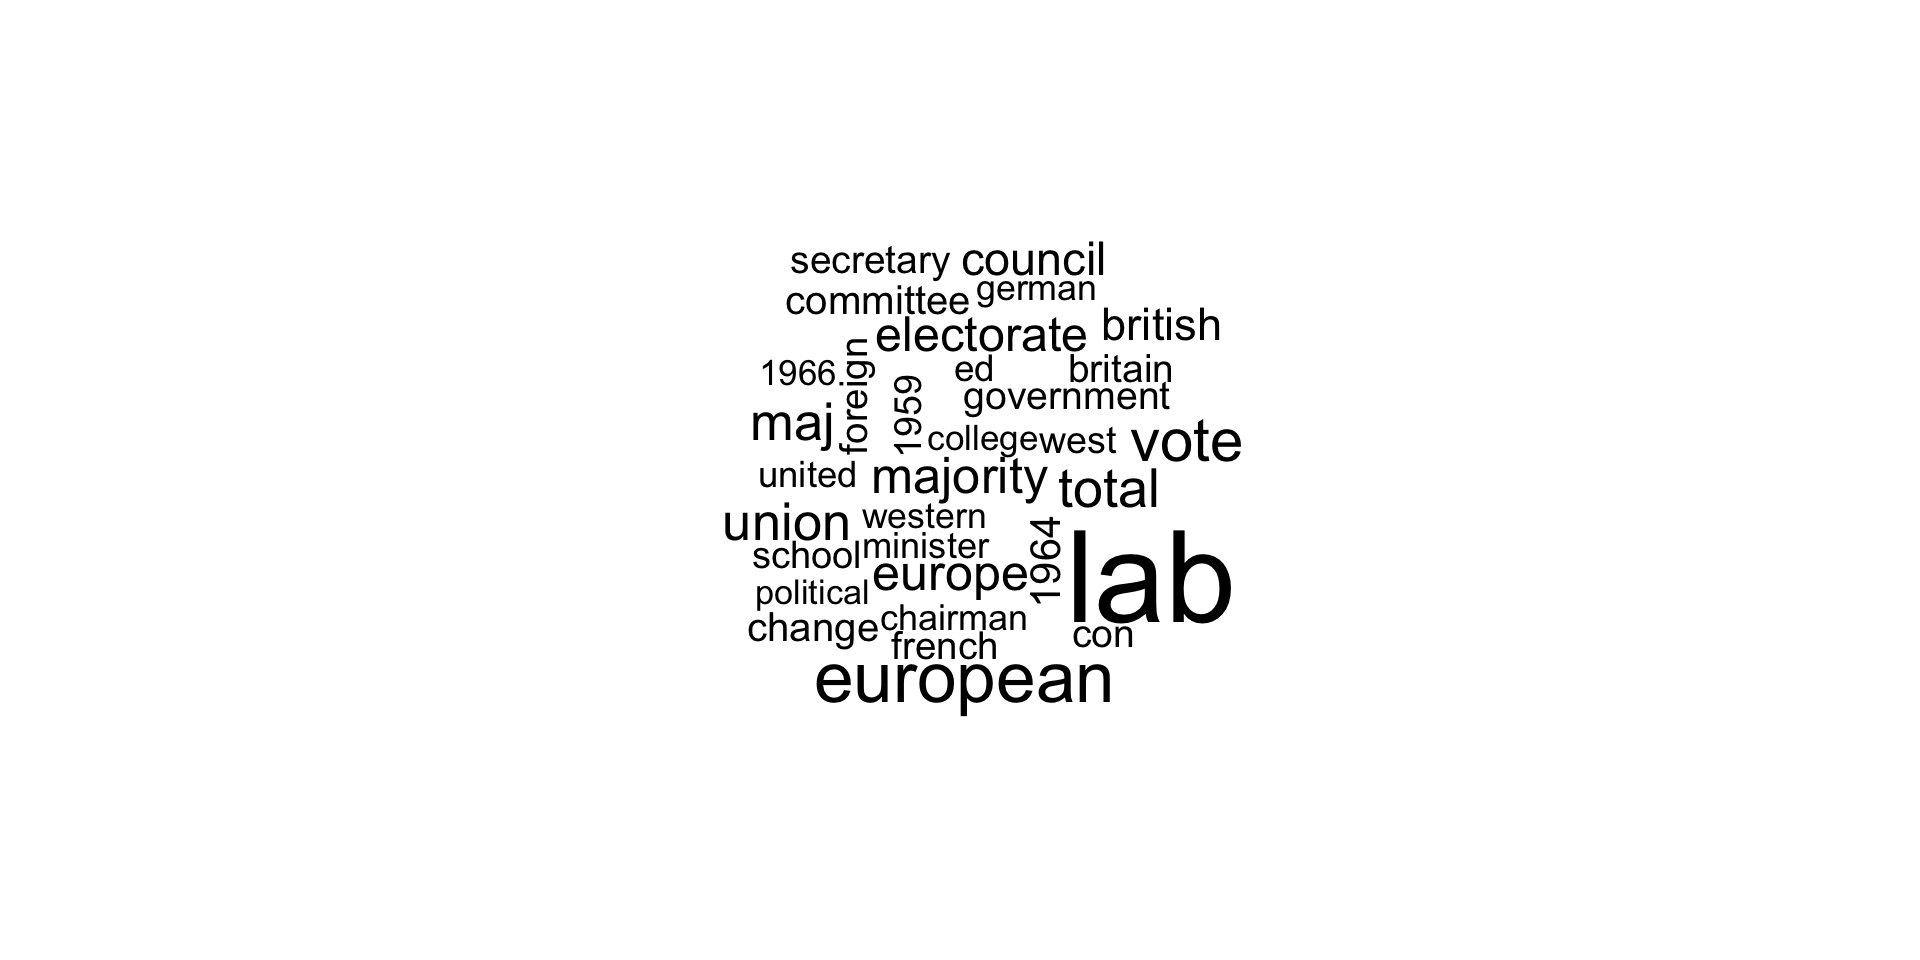 secretary council
committee german
electorate british
1966 foreign ed britain
1959 government
maj college west vote
united majority total
union western
school minister 1964 lab
political europe
change chairman con
french
european